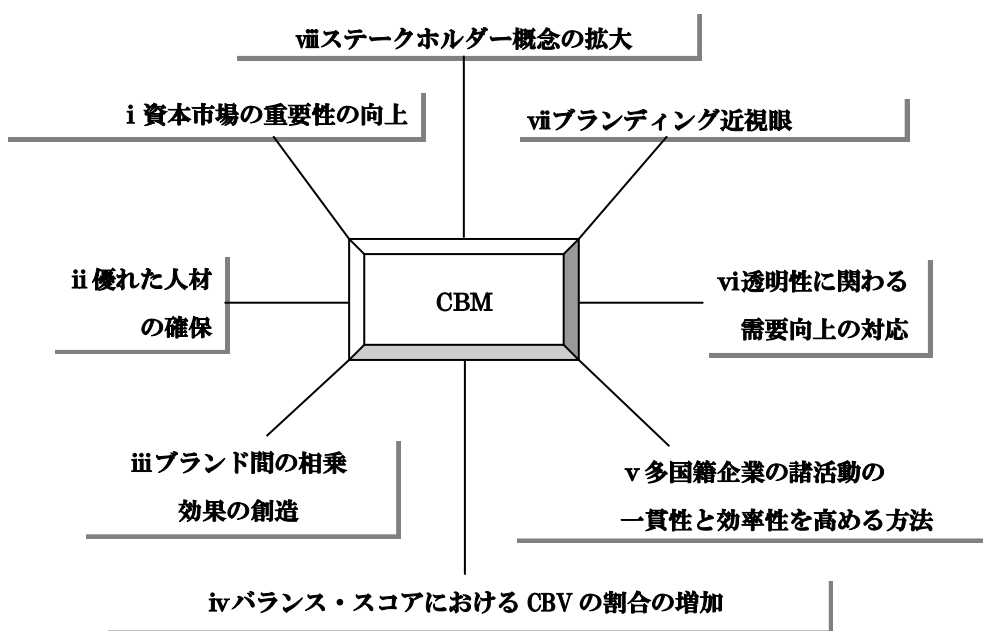 ⅷステークホルダー概念の拡大
ⅰ資本市場の重要性の向上
ⅶブランディング近視眼
ⅱ優れた人材
の確保
CBM
ⅵ透明性に関わる
需要向上の対応
ⅲブランド間の相乗
効果の創造
ⅴ多国籍企業の諸活動の
一貫性と効率性を高める方法
ⅳバランス・スコアにおける CBV の割合の増加